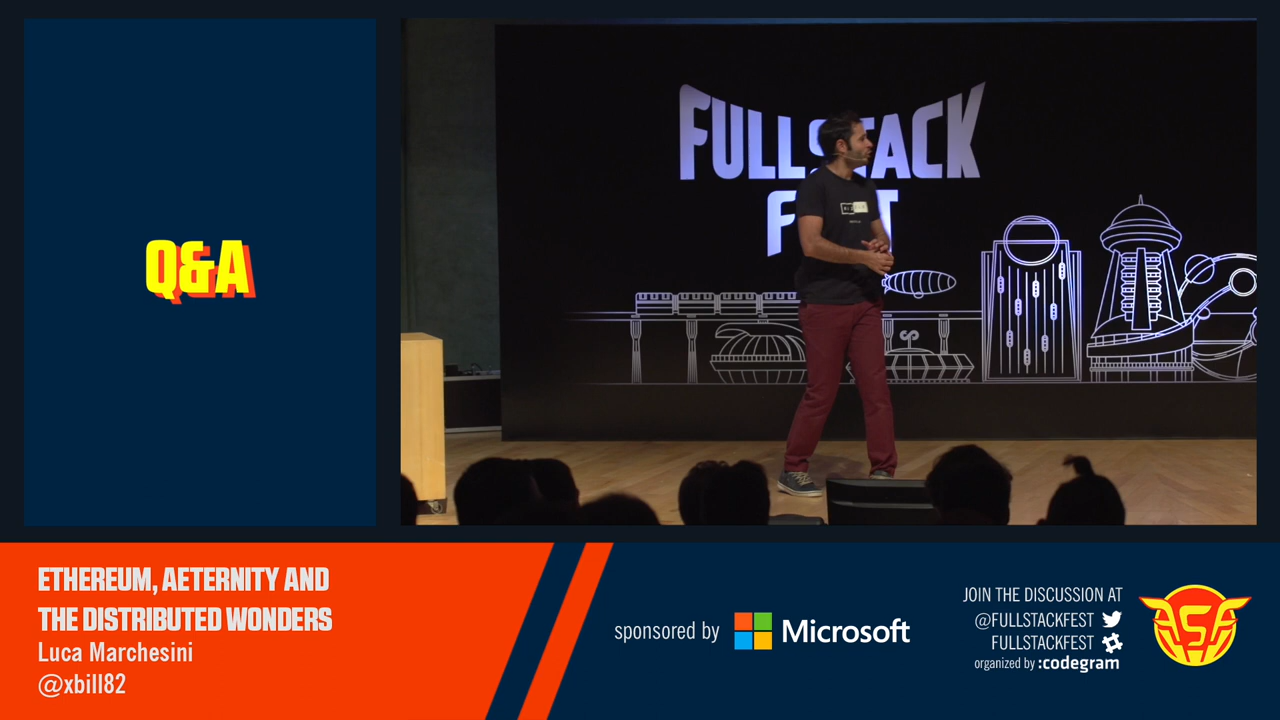 Q&A
FULLSTACK
FEST
ETHEREUM, AETERNITY AND
THE DISTRIBUTED WONDERS
Luca Marchesini
@xbill82
sponsored by Microsoft
JOIN THE DISCUSSION AT
@FULLSTACKFEST
FULLSTACKFEST
organized by :codegram
FSF